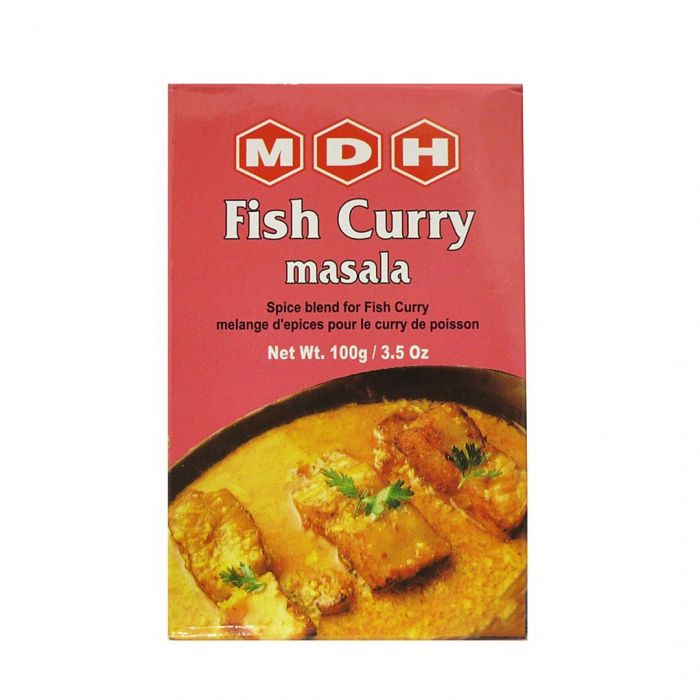 MDH
Fish Curry
masala
Spice blend for Fish Curry
melange d'epices pour le curry de poisson
Net Wt. 100g / 3.5 Oz